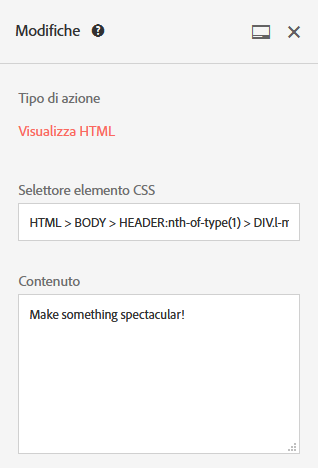 Modifiche
Tipo di azione
Visualizza HTML
Selettore elemento CSS
HTML > BODY > HEADER:nth-of-type(1) > DIV.l-m
Contenuto
Make something spectacular!